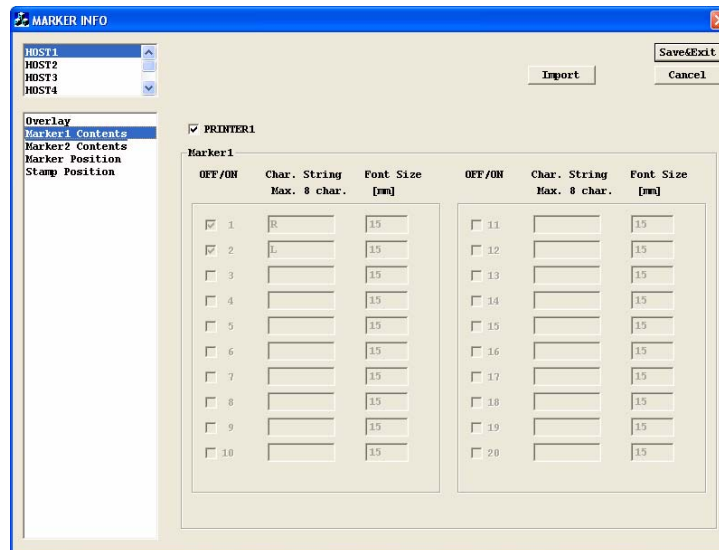 MARKER INFO
HOST1
HOST2
HOST3
HOST4
Save&Exit
Import
Cancel
Overlay
Marker1 Contents
Marker2 Contents
Marker Position
Stamp Position
PRINTER1
Marker1
OFF/ON Char. String Font Size OFF/ON Char. String Font Size
Max. 8 char. [mm] Max. 8 char. [mm]
1 R 15 11 15
2 L 15 12 15
3 15 13 15
4 15 14 15
5 15 15 15
6 15 16 15
7 15 17 15
8 15 18 15
9 15 19 15
10 15 20 15